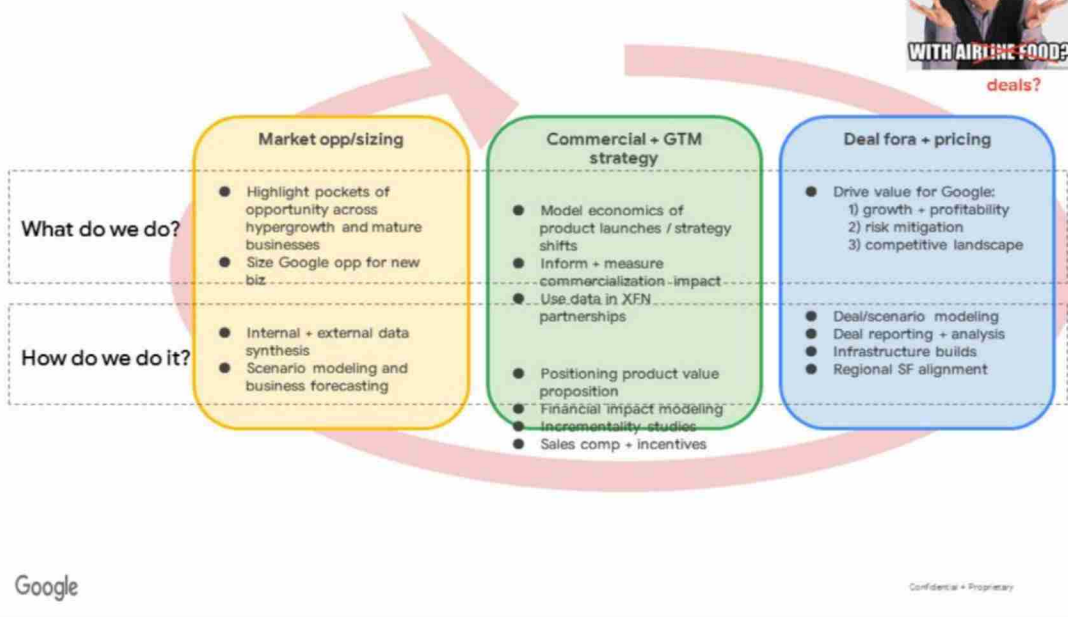 WITH AIRLINE FOOD?
deals?
Market opp/sizing
Commercial + GTM
strategy
Deal fora + pricing
What do we do?
● Highlight pockets of
opportunity across
hypergrowth and mature
businesses
● Size Google opp for new
biz
● Model economics of
product launches / strategy
shifts
● Inform + measure
commercialization impact
● Use data in XFN
partnerships
● Drive value for Google:
1) growth + profitability
2) risk mitigation
3) competitive landscape
How do we do it?
● Internal + external data
synthesis
● Scenario modeling and
business forecasting
● Positioning product value
proposition
● Financial impact modeling
● Incrementality studies
● Sales comp + incentives
● Deal/scenario modeling
● Deal reporting + analysis
● Infrastructure builds
● Regional SF alignment
Google
Confidential + Proprietary